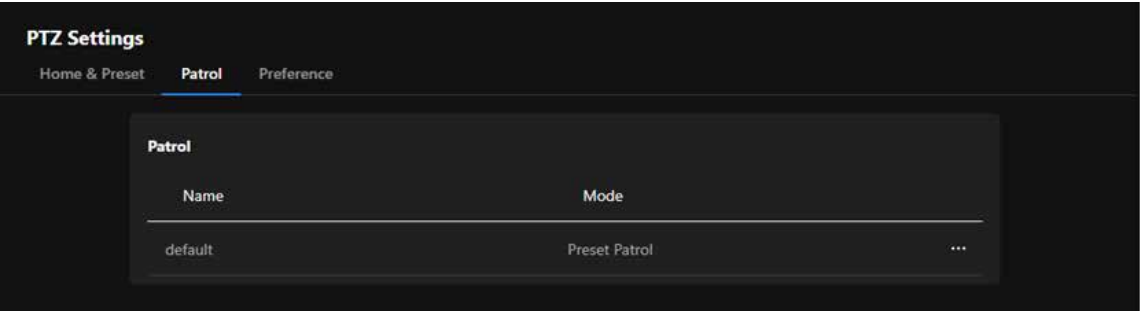 PTZ Settings
Home & Preset Patrol Preference
Patrol
Name Mode
default Preset Patrol ...